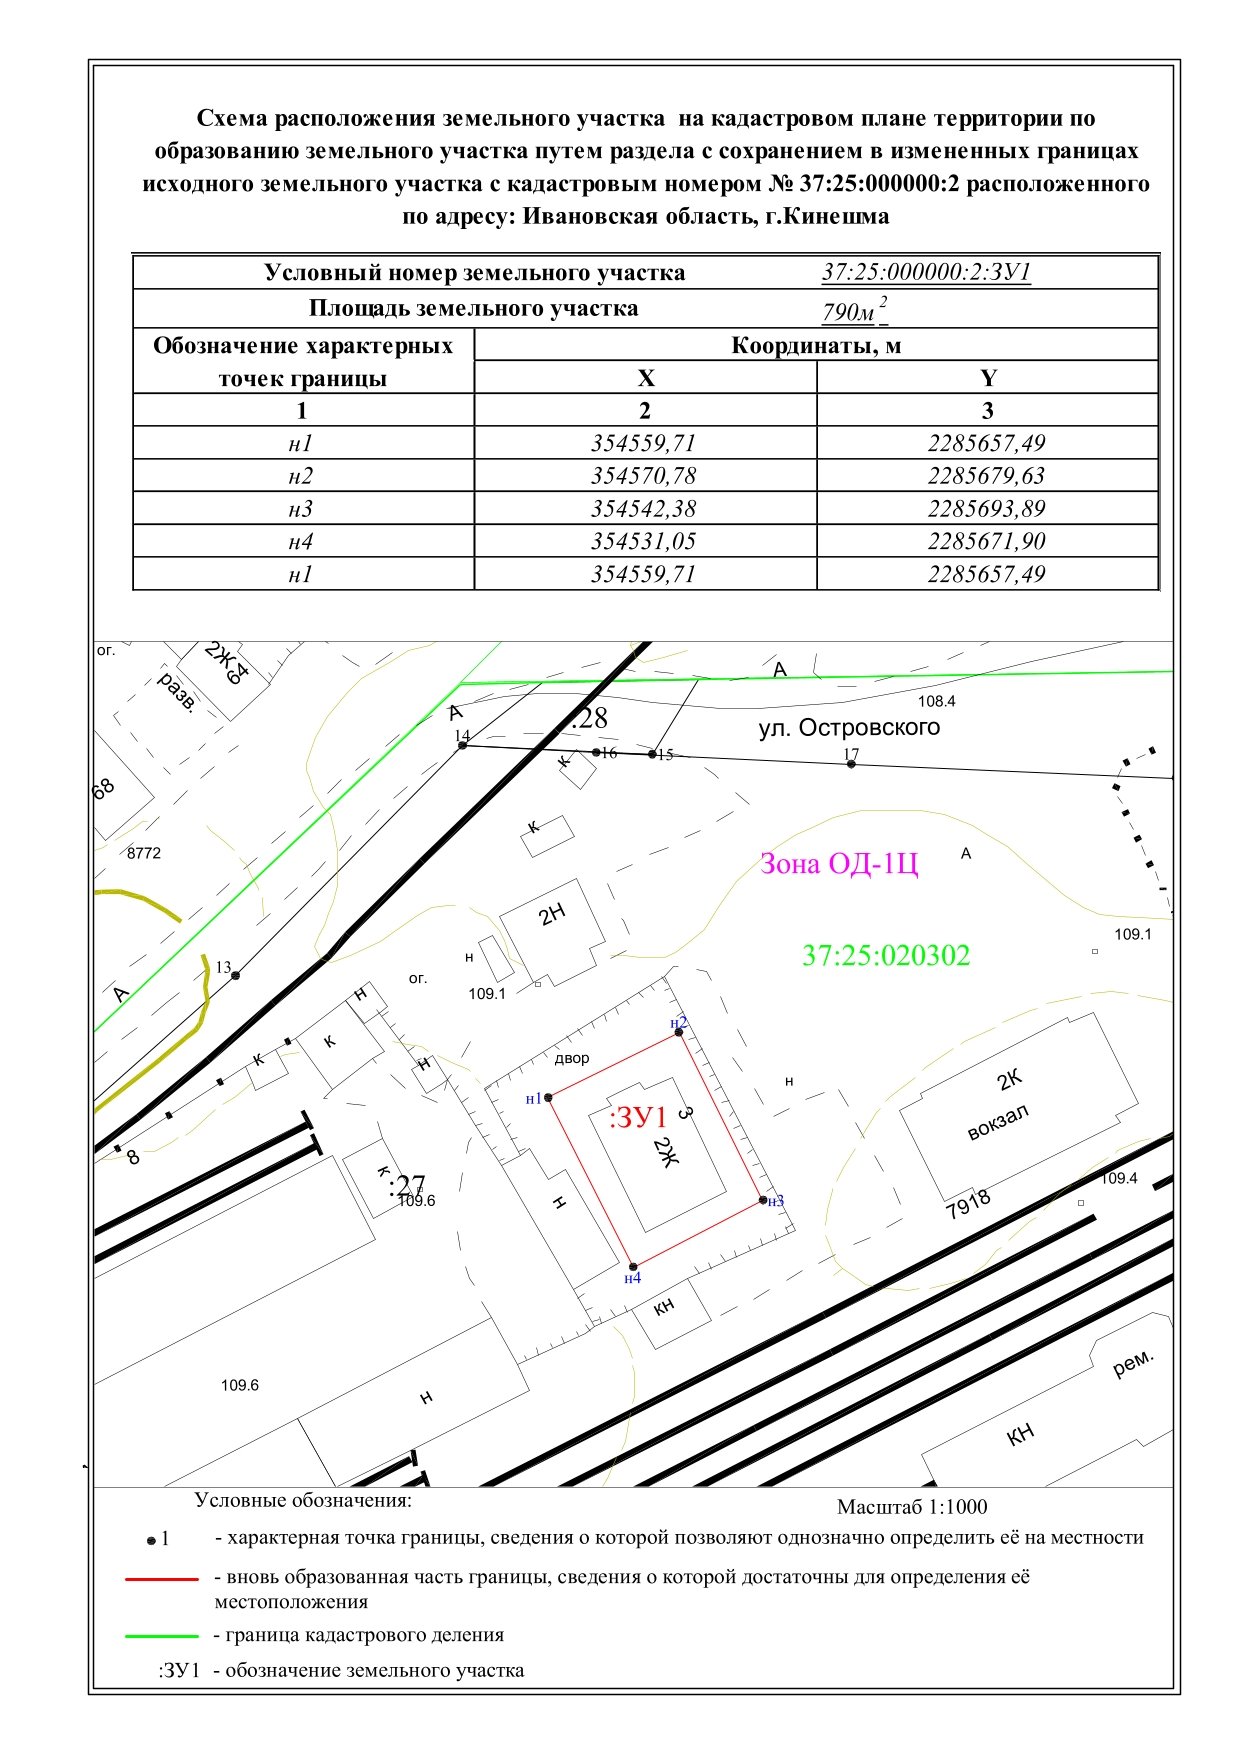 Схема расположения земельного участка на кадастровом плане территории по
образованию земельного участка путем раздела с сохранением в измененных границах
исходного земельного участка с кадастровым номером № 37:25:000000:2 расположенного
по адресу: Ивановская область, г.Кинешма
Условный номер земельного участка 37:25:000000:2:ЗУ1
Площадь земельного участка 790м 2
Обозначение характерных точек границы Координаты, м
X Y
1 2 3
н1 354559,71 2285657,49
н2 354570,78 2285679,63
н3 354542,38 2285693,89
н4 354531,05 2285671,90
н1 354559,71 2285657,49
ог.
2Ж
64
разв.
А
108.4
А
:28
ул. Островского
14
16
15
17
к
68
к
8772
Зона ОД-1Ц
А
2Н
109.1
37:25:020302
н
13
ог.
109.1
А
н
н2
к
двор
к
н
н
2К
н1
:ЗУ1
3
вокзал
2Ж
8
к
:27
109.6
109.4
н
н3
7918
н4
кн
рем.
109.6
н
КН
Условные обозначения:
Масштаб 1:1000
1 - характерная точка границы, сведения о которой позволяют однозначно определить её на местности
- вновь образованная часть границы, сведения о которой достаточны для определения её
местоположения
- граница кадастрового деления
:ЗУ1 - обозначение земельного участка